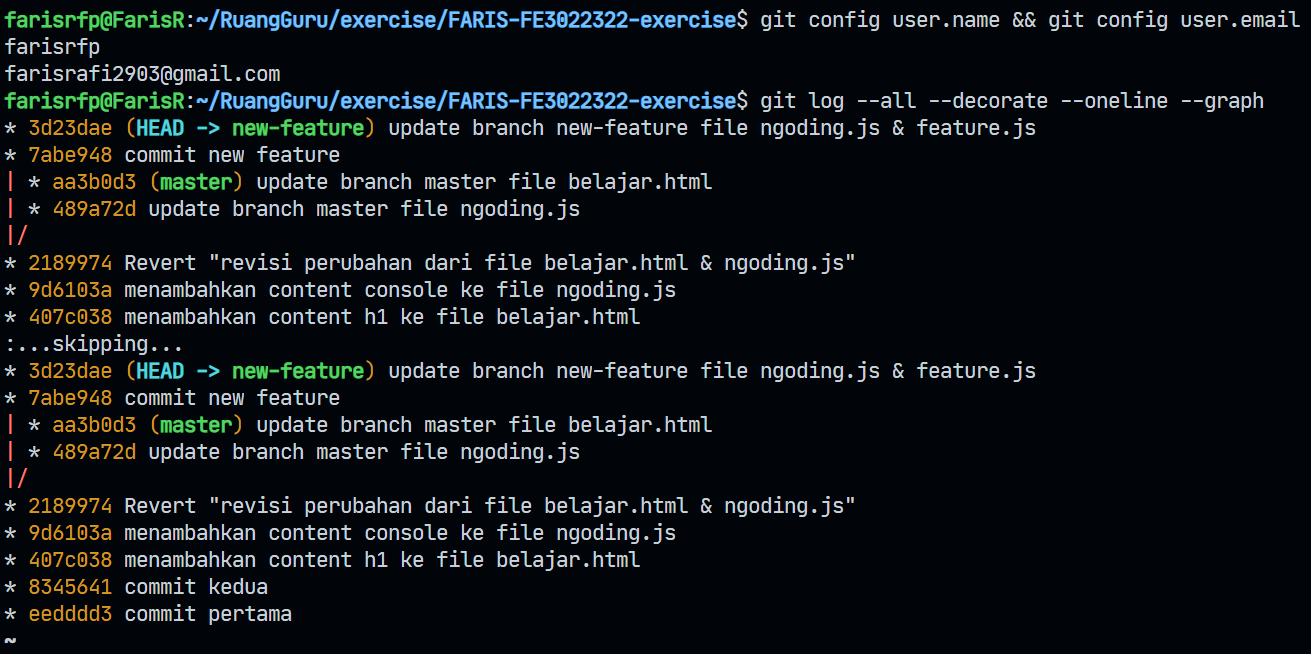 farisrfp@FarisR:~/RuangGuru/exercise/FARIS-FE3022322-exercise$ git config user.name && git config user.email
farisrfp
farisrafi2903@gmail.com
farisrfp@FarisR:~/RuangGuru/exercise/FARIS-FE3022322-exercise$ git log --all --decorate --oneline --graph
* 3d23dae (HEAD -> new-feature) update branch new-feature file ngoding.js & feature.js
* 7abe948 commit new feature
| * aa3b0d3 (master) update branch master file belajar.html
| * 489a72d update branch master file ngoding.js
|/
* 2189974 Revert "revisi perubahan dari file belajar.html & ngoding.js"
* 9d6103a menambahkan content console ke file ngoding.js
* 407c038 menambahkan content h1 ke file belajar.html
:...skipping...
* 3d23dae (HEAD -> new-feature) update branch new-feature file ngoding.js & feature.js
* 7abe948 commit new feature
| * aa3b0d3 (master) update branch master file belajar.html
| * 489a72d update branch master file ngoding.js
|/
* 2189974 Revert "revisi perubahan dari file belajar.html & ngoding.js"
* 9d6103a menambahkan content console ke file ngoding.js
* 407c038 menambahkan content h1 ke file belajar.html
* 8345641 commit kedua
* eedddd3 commit pertama
~